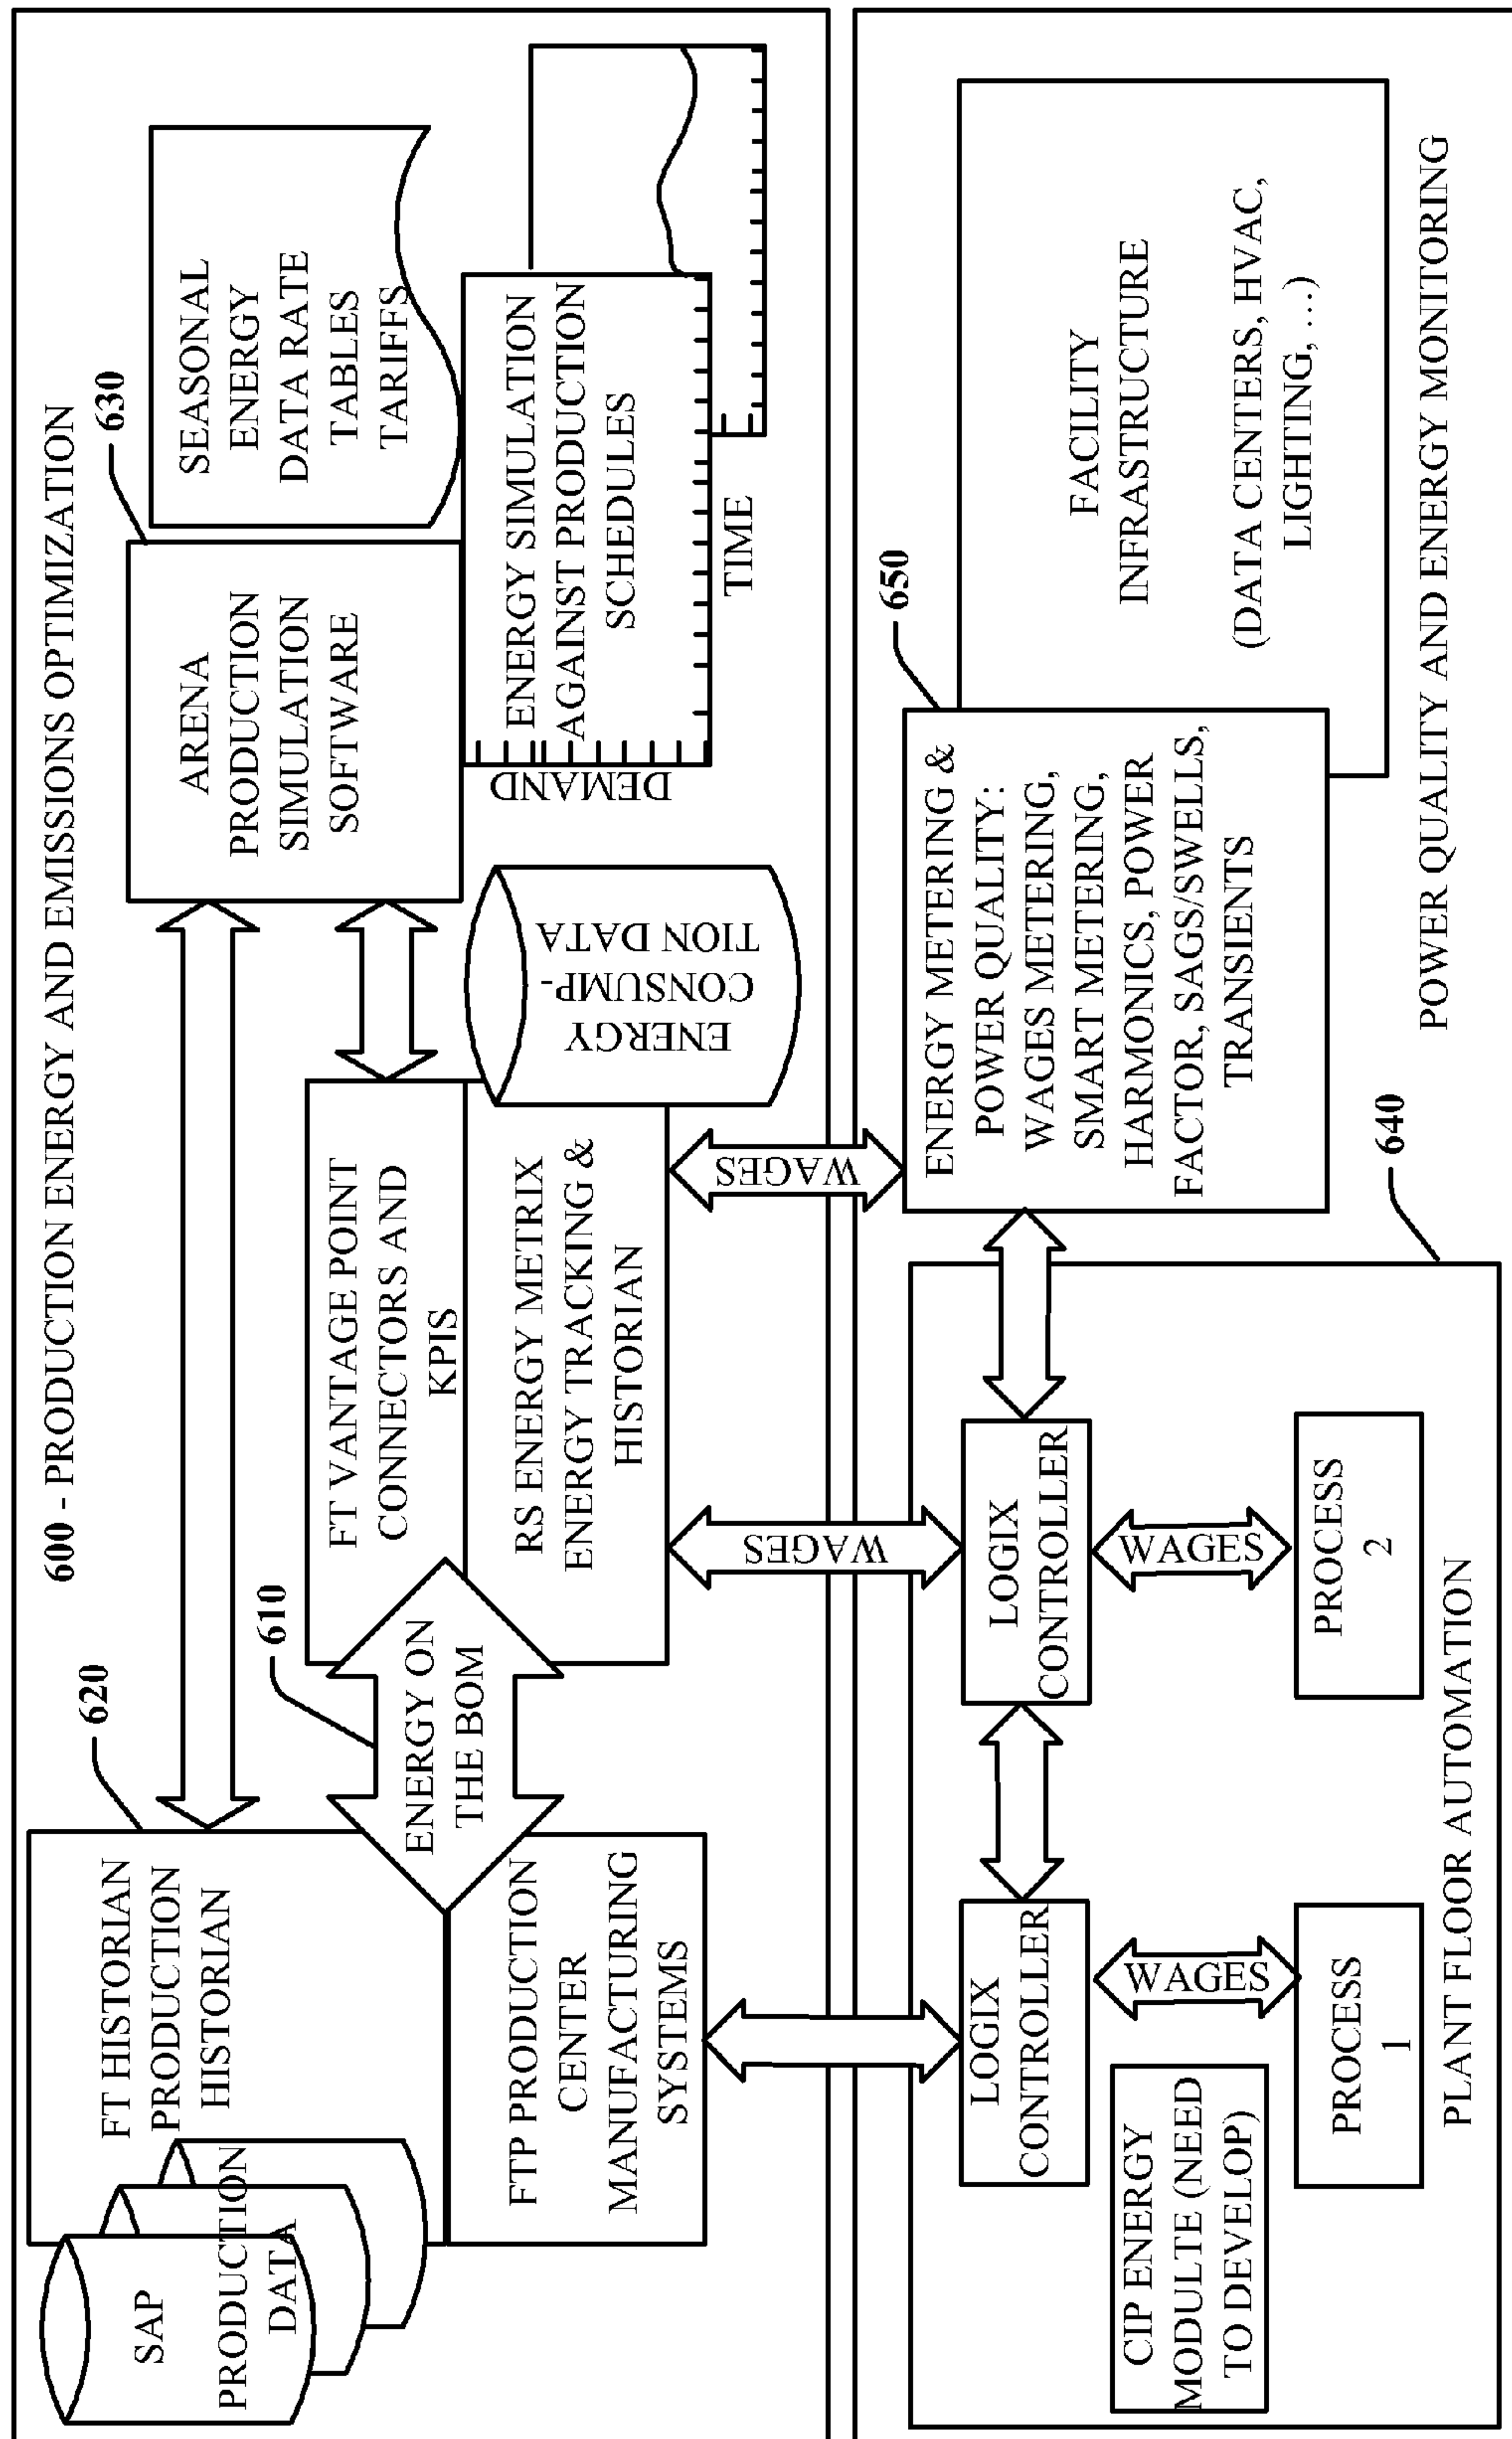 600 - PRODUCTION ENERGY AND EMISSIONS OPTIMIZATION
620
FT HISTORIAN
PRODUCTION
HISTORIAN
SAP
PRODUCTION
DATA
FTP PRODUCTION
CENTER
MANUFACTURING
SYSTEMS
610
ENERGY ON
THE BOM
FT VANTAGE POINT
CONNECTORS AND
KPIS
RS ENERGY METRIX
ENERGY TRACKING &
HISTORIAN
ENERGY
CONSUMP-
TION DATA
630
ARENA
PRODUCTION
SIMULATION
SOFTWARE
SEASONAL
ENERGY
DATA RATE
TABLES
TARIFFS
ENERGY SIMULATION
AGAINST PRODUCTION
SCHEDULES
DEMAND
TIME
WAGES
WAGES
LOGIX
CONTROLLER
LOGIX
CONTROLLER
CIP ENERGY
MODULTE (NEED
TO DEVELOP)
WAGES
WAGES
PROCESS
1
PROCESS
2
PLANT FLOOR AUTOMATION
640
650
ENERGY METERING &
POWER QUALITY:
WAGES METERING,
SMART METERING,
HARMONICS, POWER
FACTOR, SAGS/SWELLS,
TRANSIENTS
FACILITY
INFRASTRUCTURE
(DATA CENTERS, HVAC,
LIGHTING, …)
POWER QUALITY AND ENERGY MONITORING